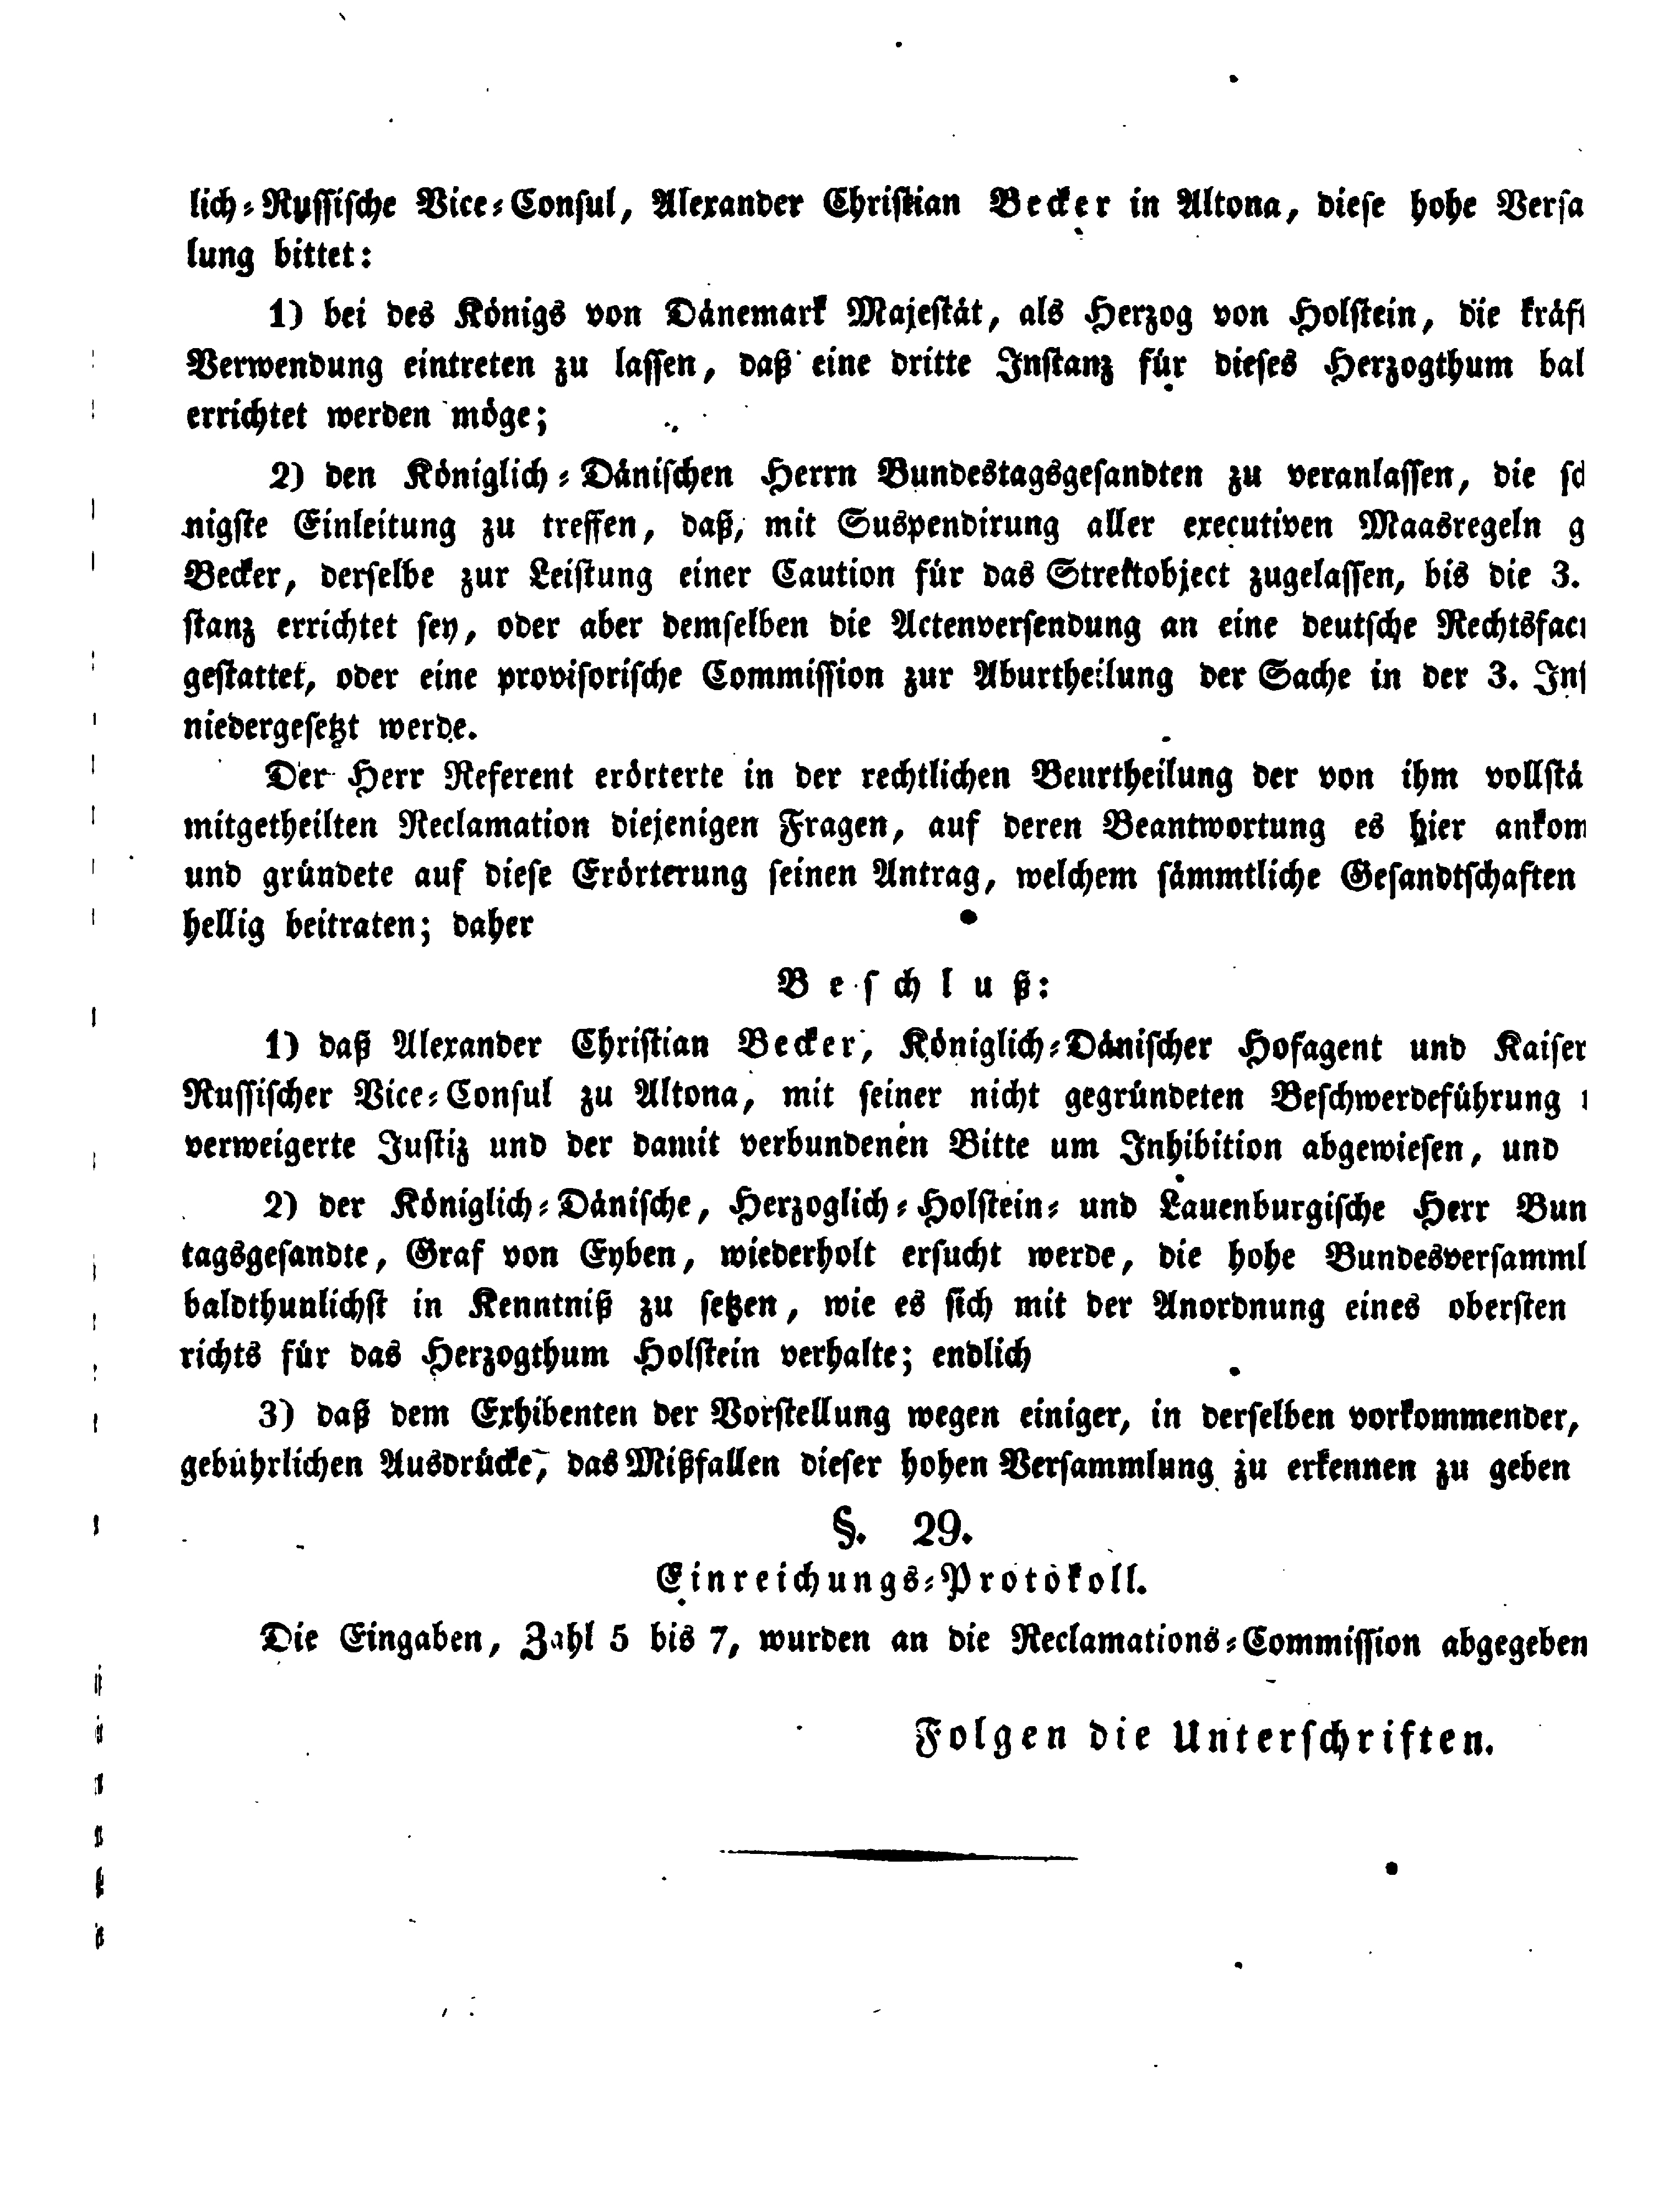 lich-Russische Vice-Consul, Alexander Christian Becker in Altona, diese hohe Versa
lung bittet:
1) bei des Königs von Dänemark Majestät, als Herzog von Holstein, die kräf
Verwendung eintreten zu lassen, daß eine dritte Instanz für dieses Herzogthum bal
errichtet werden möge;
2) den Königlich-Dänischen Herrn Bundestagsgesandten zu veranlassen, die sc
nigste Einleitung zu treffen, daß, mit Suspendirung aller executiven Maasregeln g
Becker, derselbe zur Leistung einer Caution für das Streitobject zugelassen, bis die 3.
stanz errichtet sey, oder aber demselben die Actenversendung an eine deutsche Rechtsfac
gestattet, oder eine provisorische Commission zur Aburtheilung der Sache in der 3. Ins
niedergesetzt werde.
Der Herr Referent erörterte in der rechtlichen Beurtheilung der von ihm vollstä
mitgetheilten Reclamation diejenigen Fragen, auf deren Beantwortung es hier ankom
und gründete auf diese Erörterung seinen Antrag, welchem sämmtliche Gesandtschaften
hellig beitraten; daher
Beschluß:
1) daß Alexander Christian Becker, Königlich-Dänischer Hofagent und Kaiser
Russischer Vice-Consul zu Altona, mit seiner nicht gegründeten Beschwerdeführung
verweigerte Justiz und der damit verbundenen Bitte um Inhibition abgewiesen, und
2) der Königlich-Dänische, Herzoglich-Holstein- und Lauenburgische Herr Bun
tagsgesandte, Graf von Eyben, wiederholt ersucht werde, die hohe Bundesversamml
baldthunlichst in Kenntniß zu setzen, wie es sich mit der Anordnung eines obersten
richts für das Herzogthum Holstein verhalte; endlich
3) daß dem Exhibenten der Vorstellung wegen einiger, in derselben vorkommender,
gebührlichen Ausdrücke, das Mißfallen dieser hohen Versammlung zu erkennen zu geben
§. 29.
Einreichungs-Protokoll.
Die Eingaben, Zahl 5 bis 7, wurden an die Reclamations-Commission abgegeben
Folgen die Unterschriften.